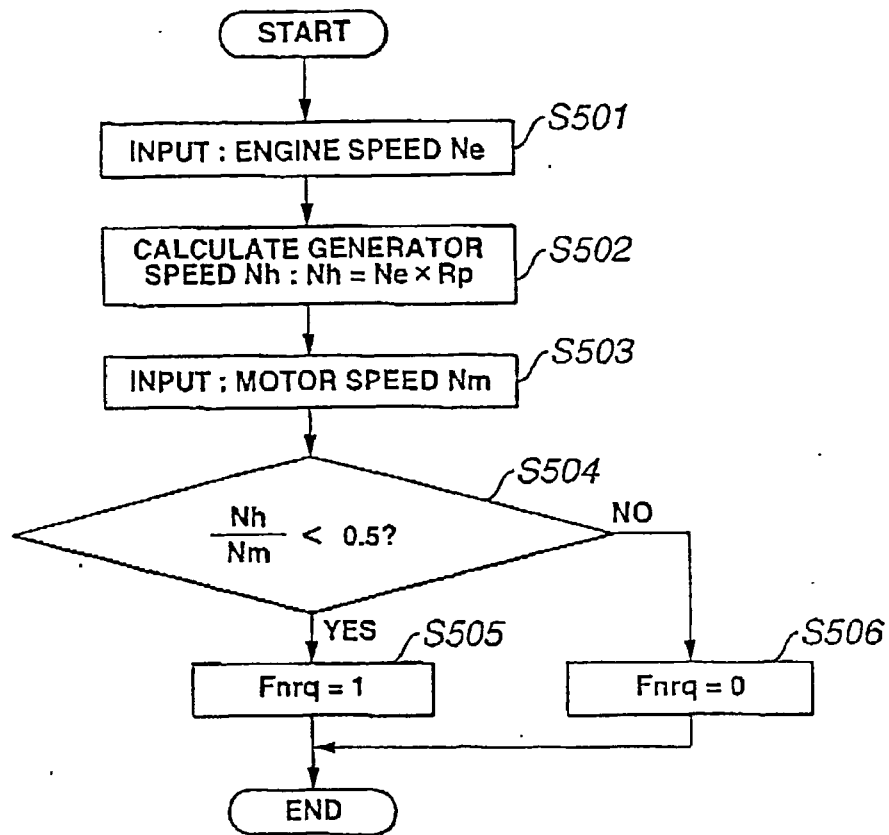 START
S501
INPUT : ENGINE SPEED Ne
CALCULATE GENERATOR
SPEED Nh : Nh = Ne × Rp
S502
S503
INPUT : MOTOR SPEED Nm
S504
Nh
Nm < 0.5?
NO
YES
S505
Fnrq = 1
S506
Fnrq = 0
END